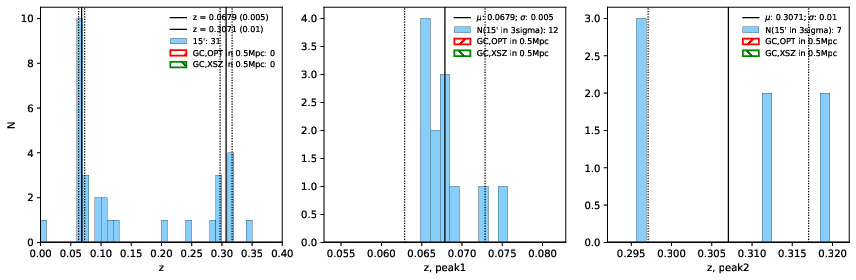 z = 0.0679 (0.005)
z = 0.3071 (0.01)
15': 31
GC,OPT in 0.5Mpc: 0
GC,XSZ in 0.5Mpc: 0
N
10
8
6
4
2
0
0.00 0.05 0.10 0.15 0.20 0.25 0.30 0.35 0.40
z
μ: 0.0679; σ: 0.005
N(15' in 3sigma): 12
GC,OPT in 0.5Mpc
GC,XSZ in 0.5Mpc
4.0
3.5
3.0
2.5
2.0
1.5
1.0
0.5
0.0
0.055 0.060 0.065 0.070 0.075 0.080
z, peak1
μ: 0.3071; σ: 0.01
N(15' in 3sigma): 7
GC,OPT in 0.5Mpc
GC,XSZ in 0.5Mpc
3.0
2.5
2.0
1.5
1.0
0.5
0.0
0.295 0.300 0.305 0.310 0.315 0.320
z, peak2